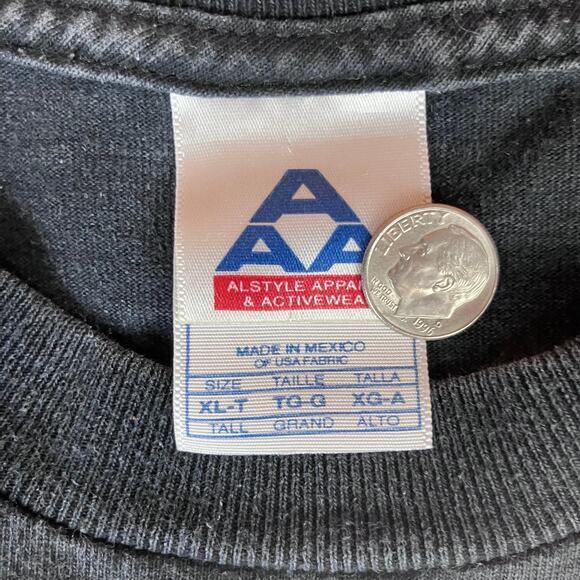 A
AA
ALSTYLE APPAR
& ACTIVEWEA
LIBERTY
MADE IN MEXICO
OF USA FABRIC
SIZE TAILLE TALLA
XL-T TG G XG-A
TALL GRAND ALTO